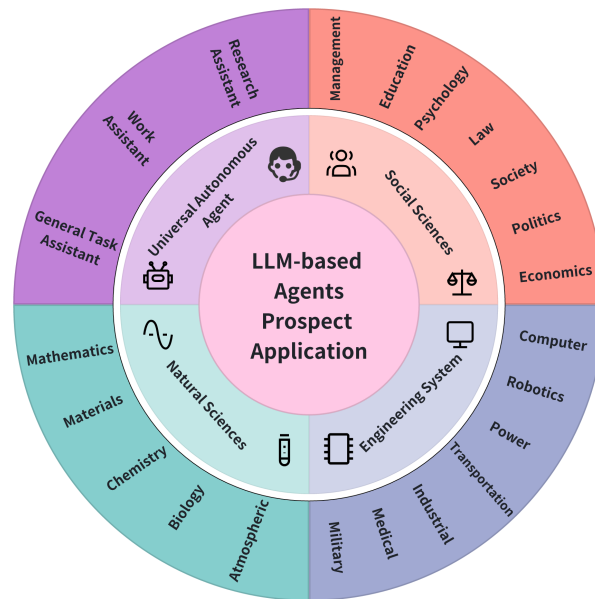 LLM-based
Agents
Prospect
Application
Universal Autonomous
Agent
Social Sciences
Engineering System
Natural Sciences
Research
Assistant
Work
Assistant
General Task
Assistant
Management
Education
Psychology
Law
Society
Politics
Economics
Computer
Robotics
Power
Transportation
Industrial
Medical
Military
Atmospheric
Biology
Chemistry
Materials
Mathematics